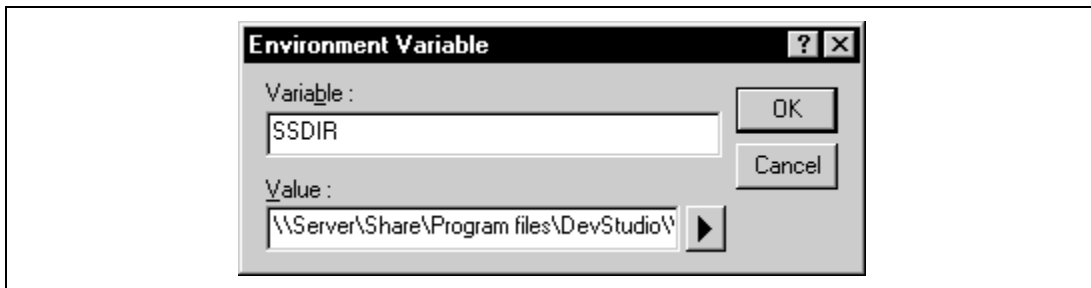 Environment Variable
Variable :
SSDIR
OK
Cancel
Value :
\\Server\Share\Program files\DevStudio\